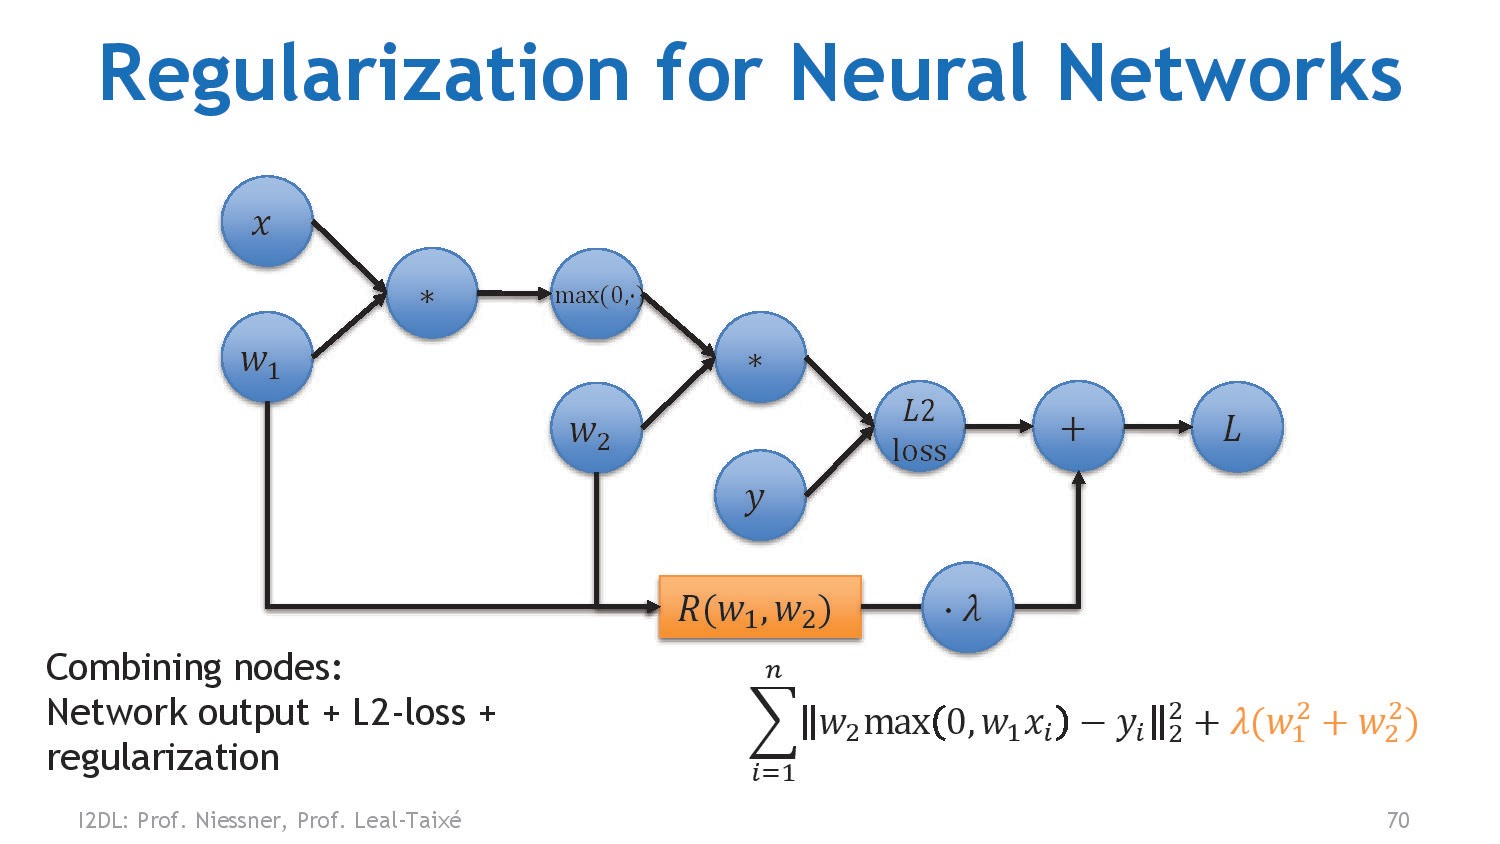 Regularization for Neural Networks
x
∗
max(0,·)
w₁
∗
L2
loss
+
L
w₂
y
R(w₁, w₂)
· λ
Combining nodes:
Network output + L2-loss +
regularization
∑ⁿᵢ₌₁ ‖w₂ max(0, w₁xᵢ) − yᵢ‖₂² + λ(w₁² + w₂²)
I2DL: Prof. Niessner, Prof. Leal-Taixé
70